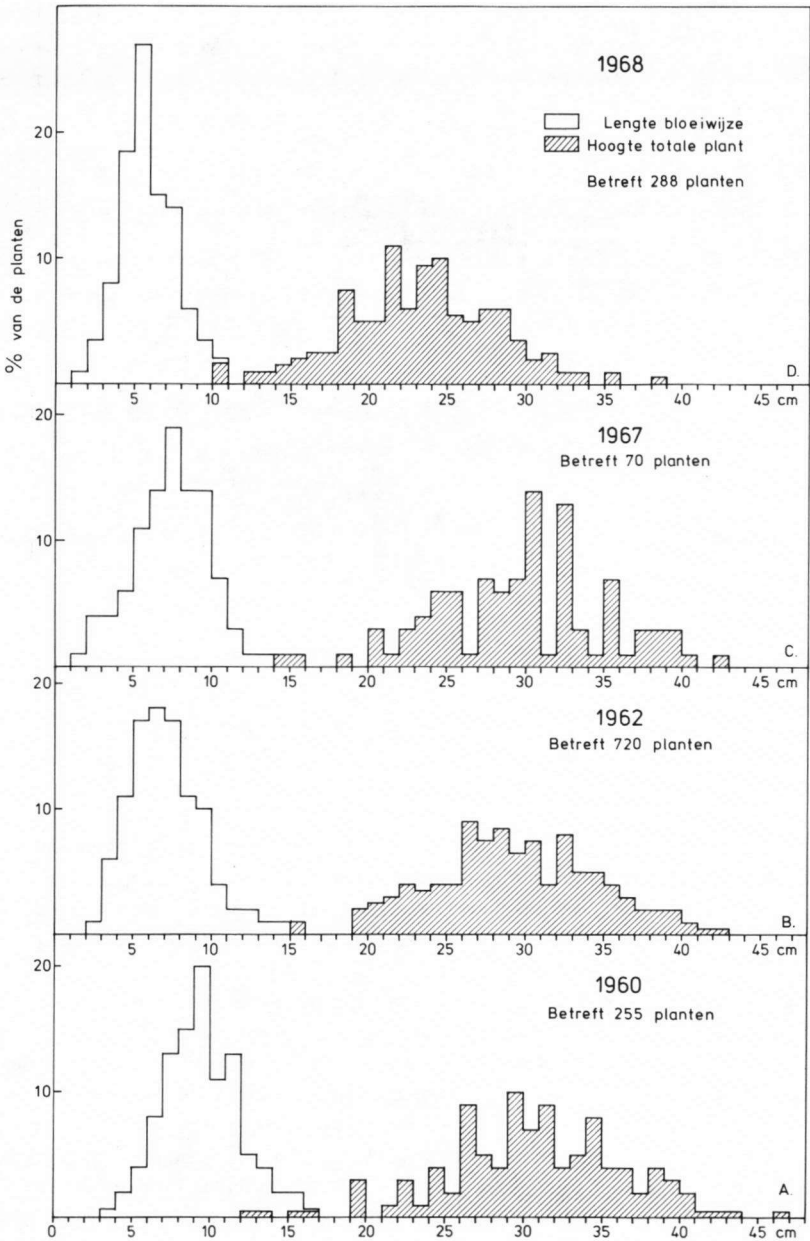 % van de planten
1968
Lengte bloeiwijze
Hoogte totale plant
Betreft 288 planten
20
10
D.
5 10 15 20 25 30 35 40 45 cm
1967
Betreft 70 planten
20
10
C.
5 10 15 20 25 30 35 40 45 cm
1962
Betreft 720 planten
20
10
B.
5 10 15 20 25 30 35 40 45 cm
1960
Betreft 255 planten
20
10
A.
0 5 10 15 20 25 30 35 40 45 cm